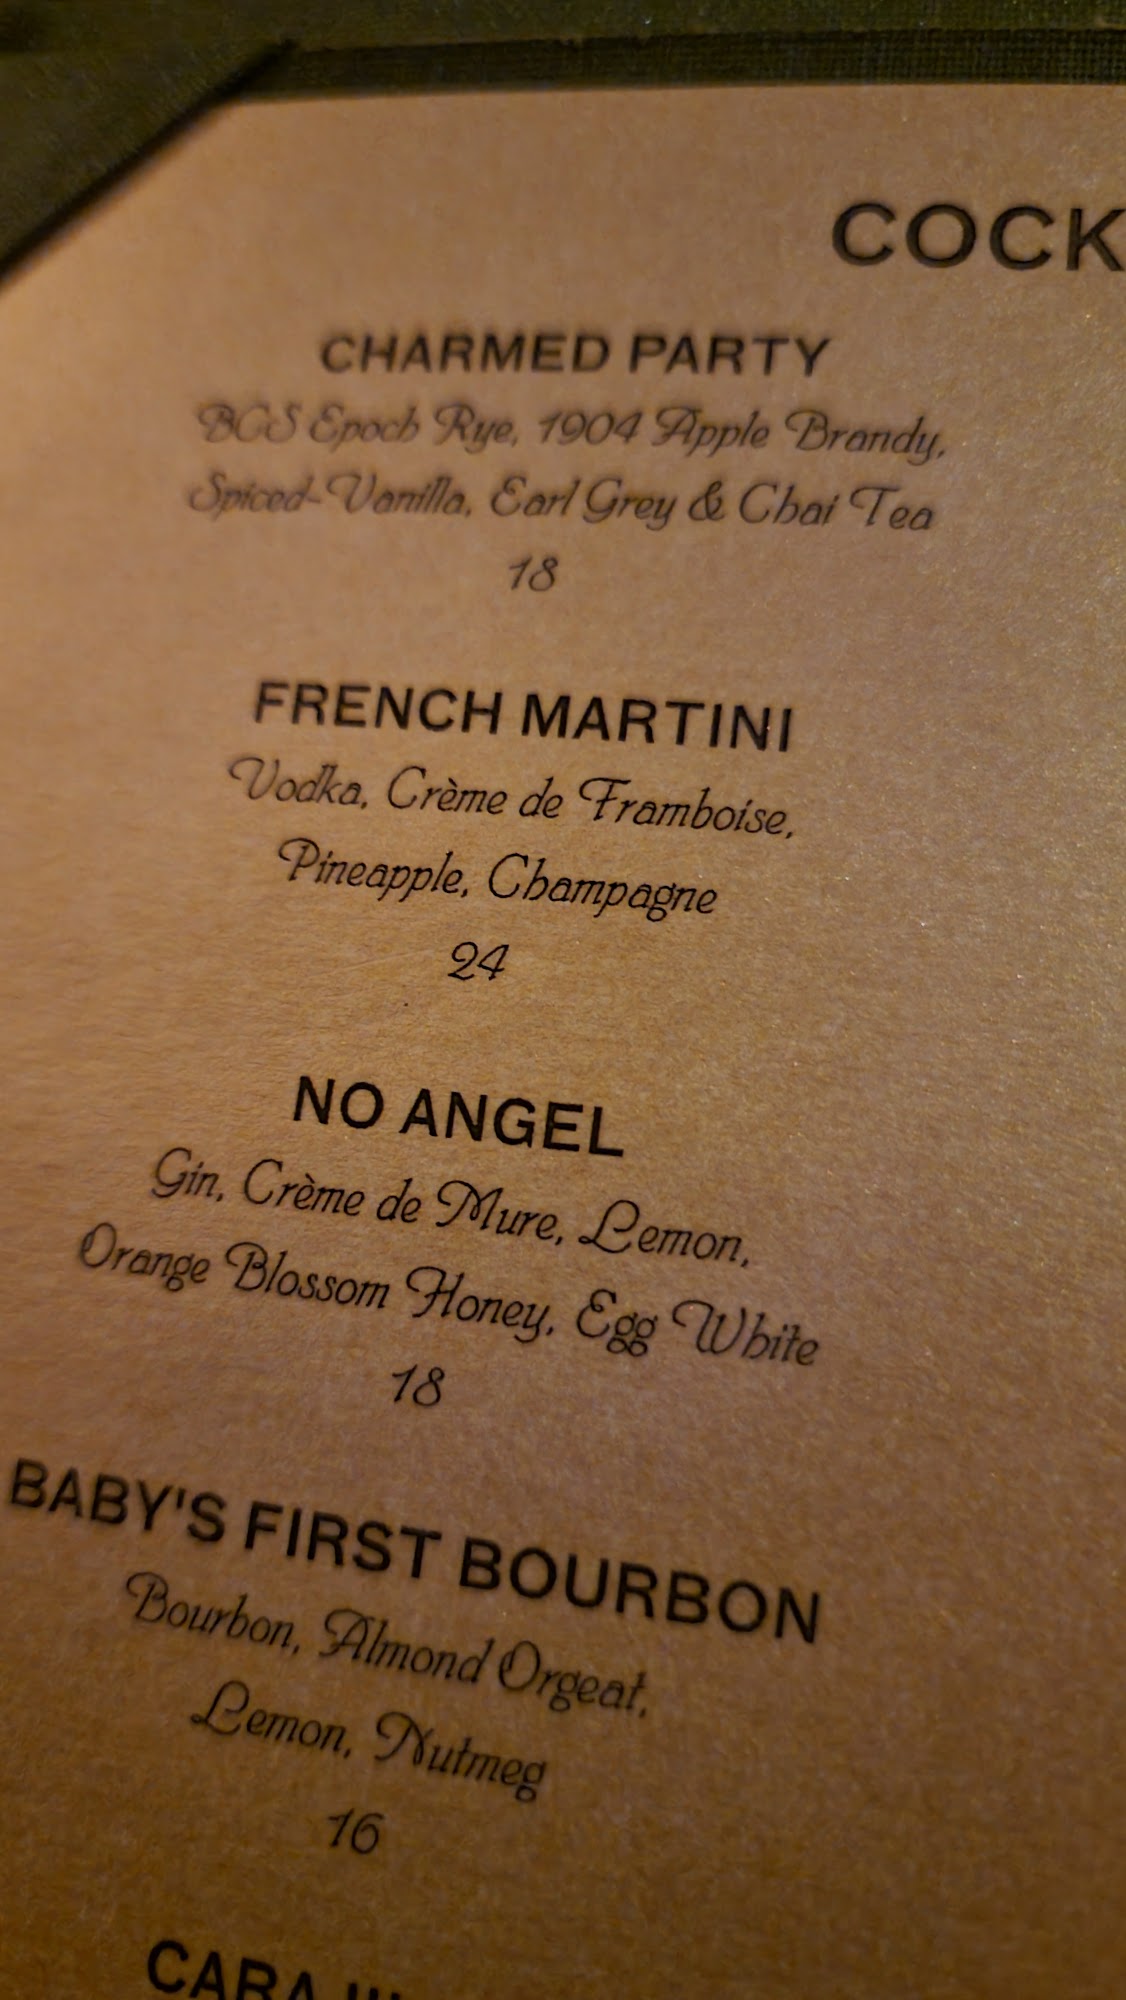 COCK
CHARMED PARTY
BGS Epoch Rye, 1904 Apple Brandy,
Spiced-Vanilla, Earl Grey & Chai Tea
18
FRENCH MARTINI
Vodka, Crème de Framboise,
Pineapple, Champagne
24
NO ANGEL
Gin, Crème de Mure, Lemon,
Orange Blossom Honey, Egg White
18
BABY'S FIRST BOURBON
Bourbon, Almond Orgeat,
Lemon, Nutmeg
16
CARA